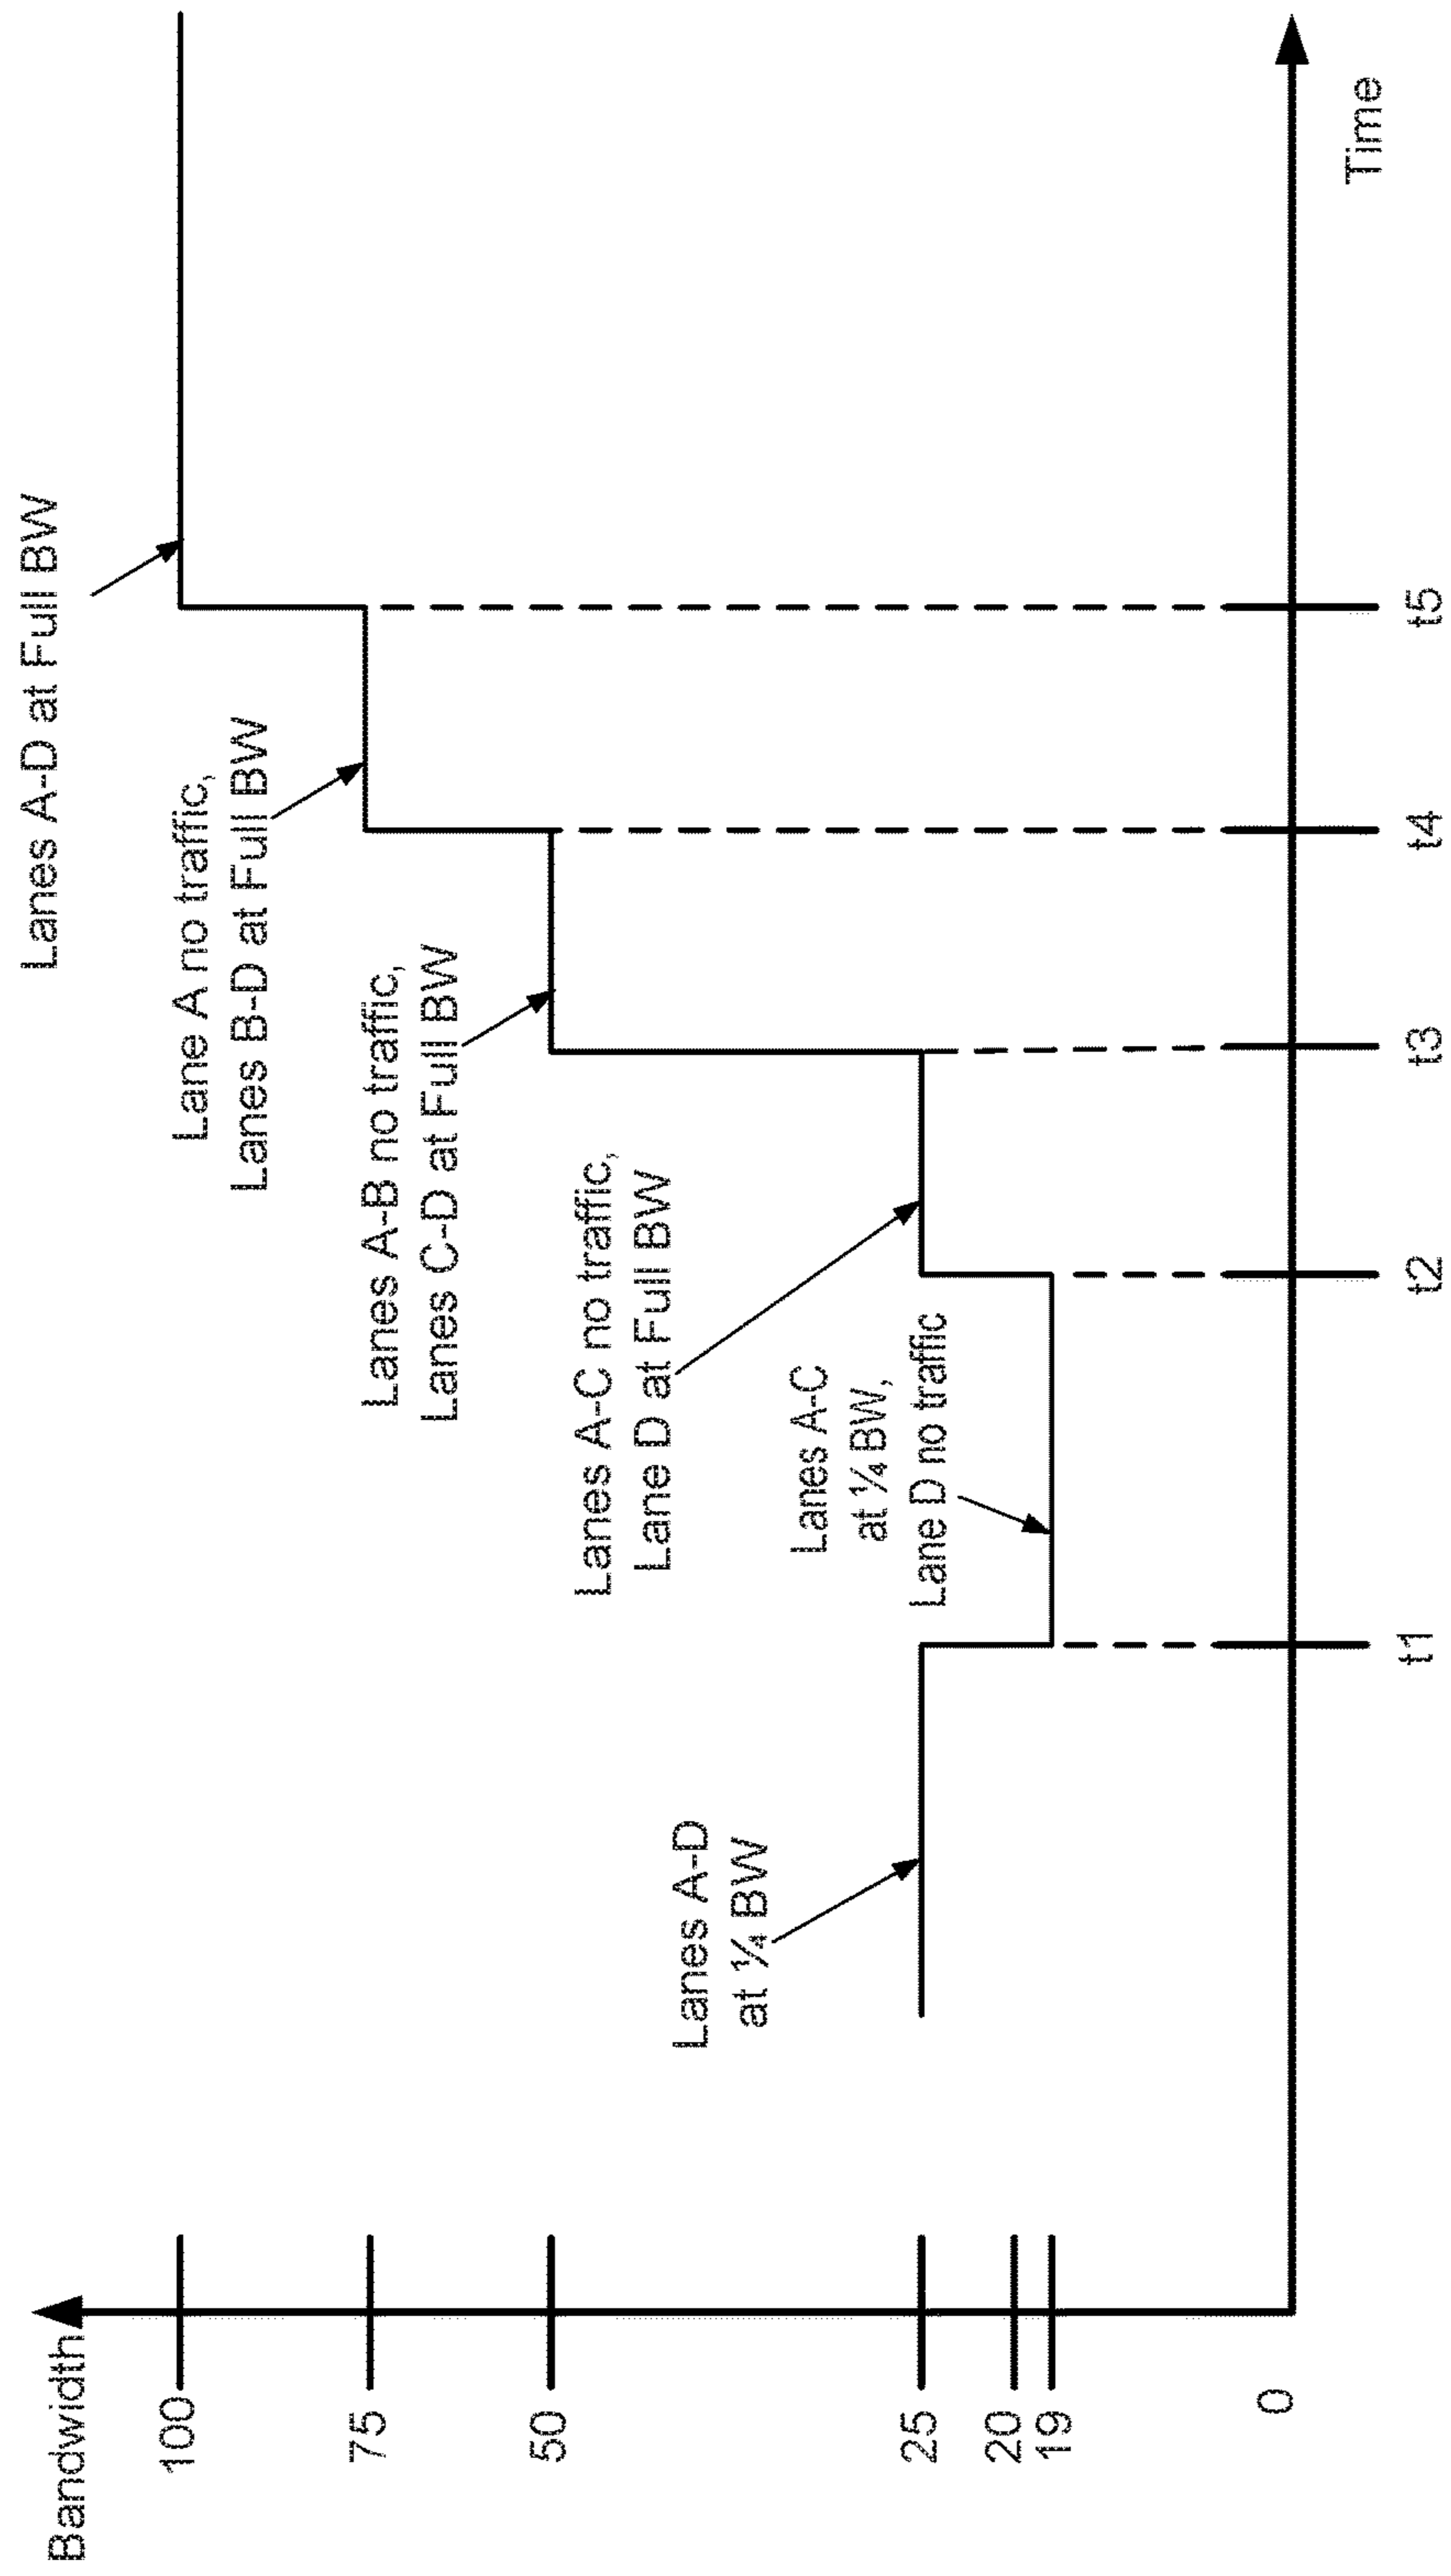 Bandwidth
100
75
50
25
20
19
0
Lanes A-D at Full BW
Lane A no traffic,
Lanes B-D at Full BW
Lanes A-B no traffic,
Lanes C-D at Full BW
Lanes A-C no traffic,
Lane D at Full BW
Lanes A-D
at ¼ BW
Lanes A-C
at ¼ BW,
Lane D no traffic
t1
t2
t3
t4
t5
Time